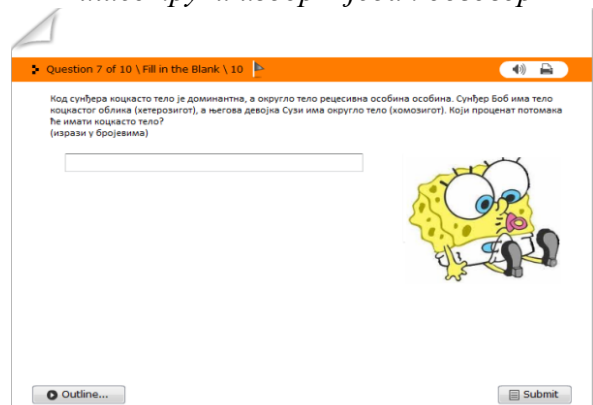 Question 7 of 10 \ Fill in the Blank \ 10
Код сунђера коцкасто тело је доминантна, а округло тело рецесивна особина особина. Сунђер Боб има тело
коцкастог облика (хетерозигот), а његова девојка Сузи има округло тело (хомозигот). Који проценат потомака
ће имати коцкасто тело?
(изрази у бројевима)
Outline...
Submit